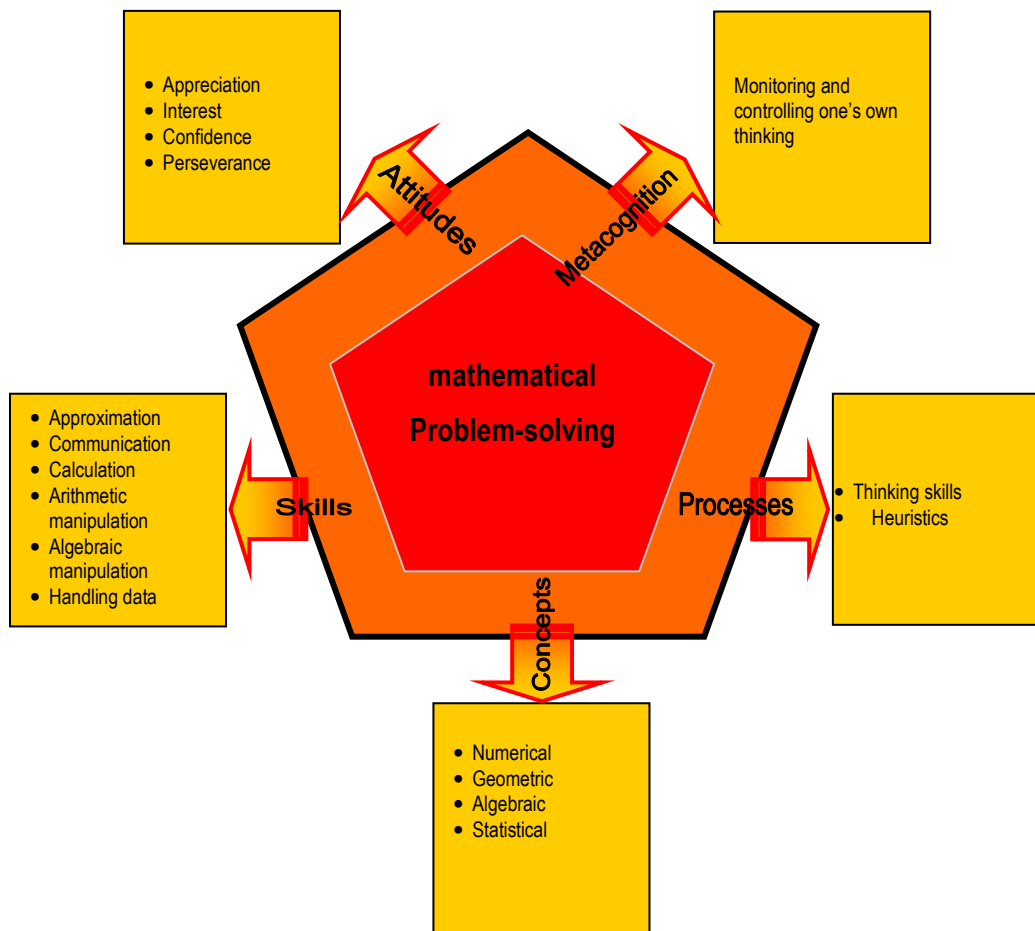 • Appreciation
• Interest
• Confidence
• Perseverance
Monitoring and
controlling one’s own
thinking
Attitudes
Metacognition
mathematical
Problem-solving
• Approximation
• Communication
• Calculation
• Arithmetic
manipulation
• Algebraic
manipulation
• Handling data
Skills
Processes
• Thinking skills
• Heuristics
Concepts
• Numerical
• Geometric
• Algebraic
• Statistical